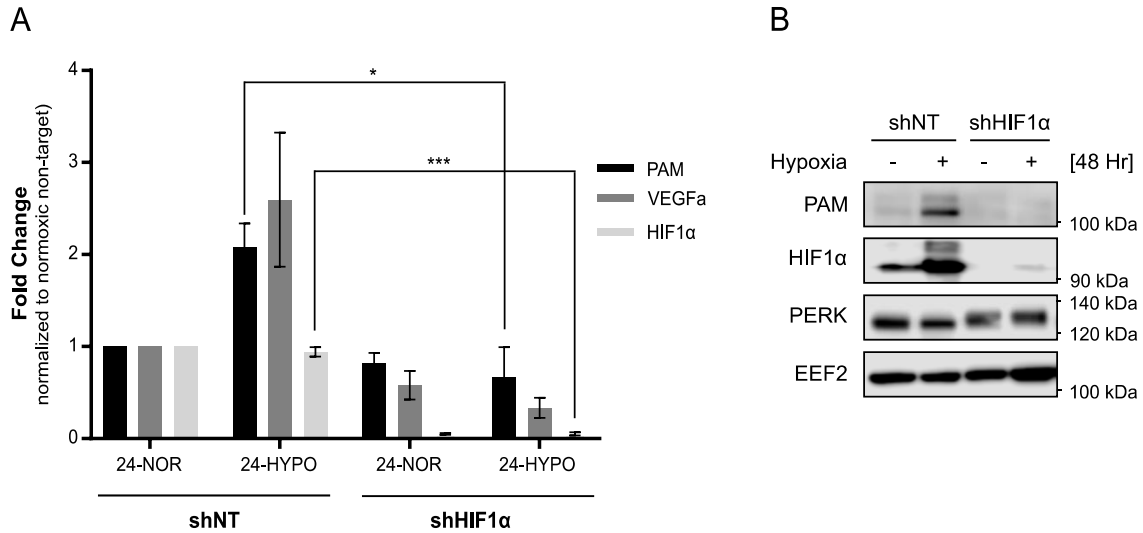 A
Fold Change
normalized to normoxic non-target)
4
3
2
1
0
*
***
PAM
VEGFa
HIF1α
24-NOR
24-HYPO
24-NOR
24-HYPO
shNT
shHIF1α
B
shNT shHIF1α
Hypoxia - + - + [48 Hr]
PAM
100 kDa
HIF1α
90 kDa
PERK
140 kDa
120 kDa
EEF2
100 kDa